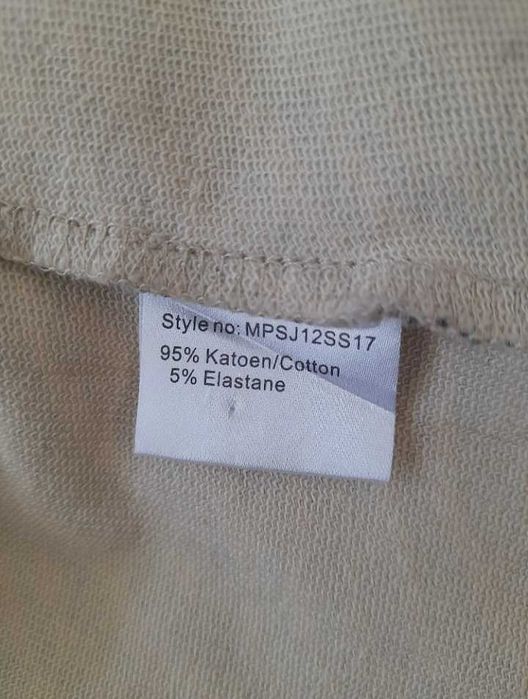 Style no: MPSJ12SS17
95% Katoen/Cotton
5% Elastane